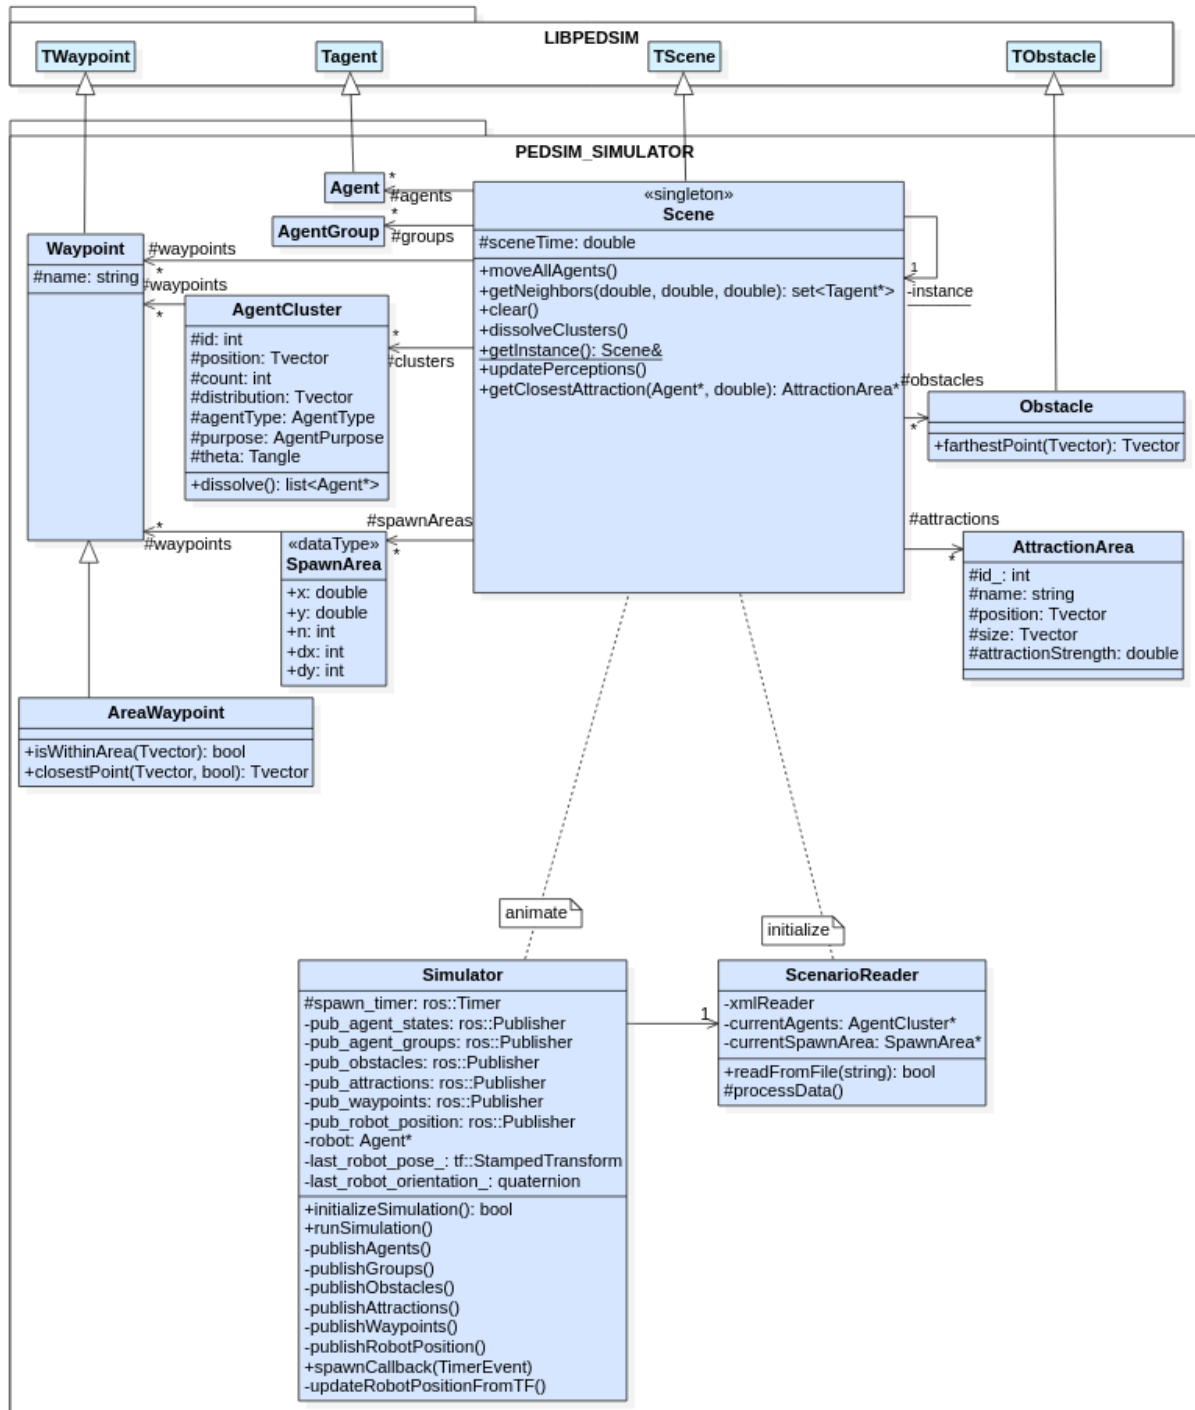 LIBPEDSIM
TWaypoint
Tagent
TScene
TObstacle
PEDSIM_SIMULATOR
Agent
*
#agents
*
AgentGroup
#groups
«singleton»
Scene
#sceneTime: double
+moveAllAgents()
+getNeighbors(double, double, double): set<Tagent*>
+clear()
+dissolveClusters()
+getInstance(): Scene&
+updatePerceptions()
+getClosestAttraction(Agent*, double): AttractionArea*
1
-instance
Waypoint
#name: string
#waypoints
*
#waypoints
*
AgentCluster
#id: int
#position: Tvector
#count: int
#distribution: Tvector
#agentType: AgentType
#purpose: AgentPurpose
#theta: Tangle
+dissolve(): list<Agent*>
*
#clusters
#obstacles
*
Obstacle
+farthestPoint(Tvector): Tvector
#spawnAreas
*
*
#waypoints
«dataType»
SpawnArea
+x: double
+y: double
+n: int
+dx: int
+dy: int
#attractions
*
AttractionArea
#id_: int
#name: string
#position: Tvector
#size: Tvector
#attractionStrength: double
AreaWaypoint
+isWithinArea(Tvector): bool
+closestPoint(Tvector, bool): Tvector
animate
initialize
Simulator
#spawn_timer: ros::Timer
-pub_agent_states: ros::Publisher
-pub_agent_groups: ros::Publisher
-pub_obstacles: ros::Publisher
-pub_attractions: ros::Publisher
-pub_waypoints: ros::Publisher
-pub_robot_position: ros::Publisher
-robot: Agent*
-last_robot_pose_: tf::StampedTransform
-last_robot_orientation_: quaternion
+initializeSimulation(): bool
+runSimulation()
-publishAgents()
-publishGroups()
-publishObstacles()
-publishAttractions()
-publishWaypoints()
-publishRobotPosition()
+spawnCallback(TimerEvent)
-updateRobotPositionFromTF()
1
ScenarioReader
-xmlReader
-currentAgents: AgentCluster*
-currentSpawnArea: SpawnArea*
+readFromFile(string): bool
#processData()